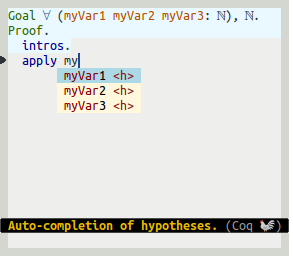 Goal ∀ (myVar1 myVar2 myVar3: ℕ), ℕ.
Proof.
intros.
apply my
myVar1 <h>
myVar2 <h>
myVar3 <h>
Auto-completion of hypotheses. (Coq 🐓)